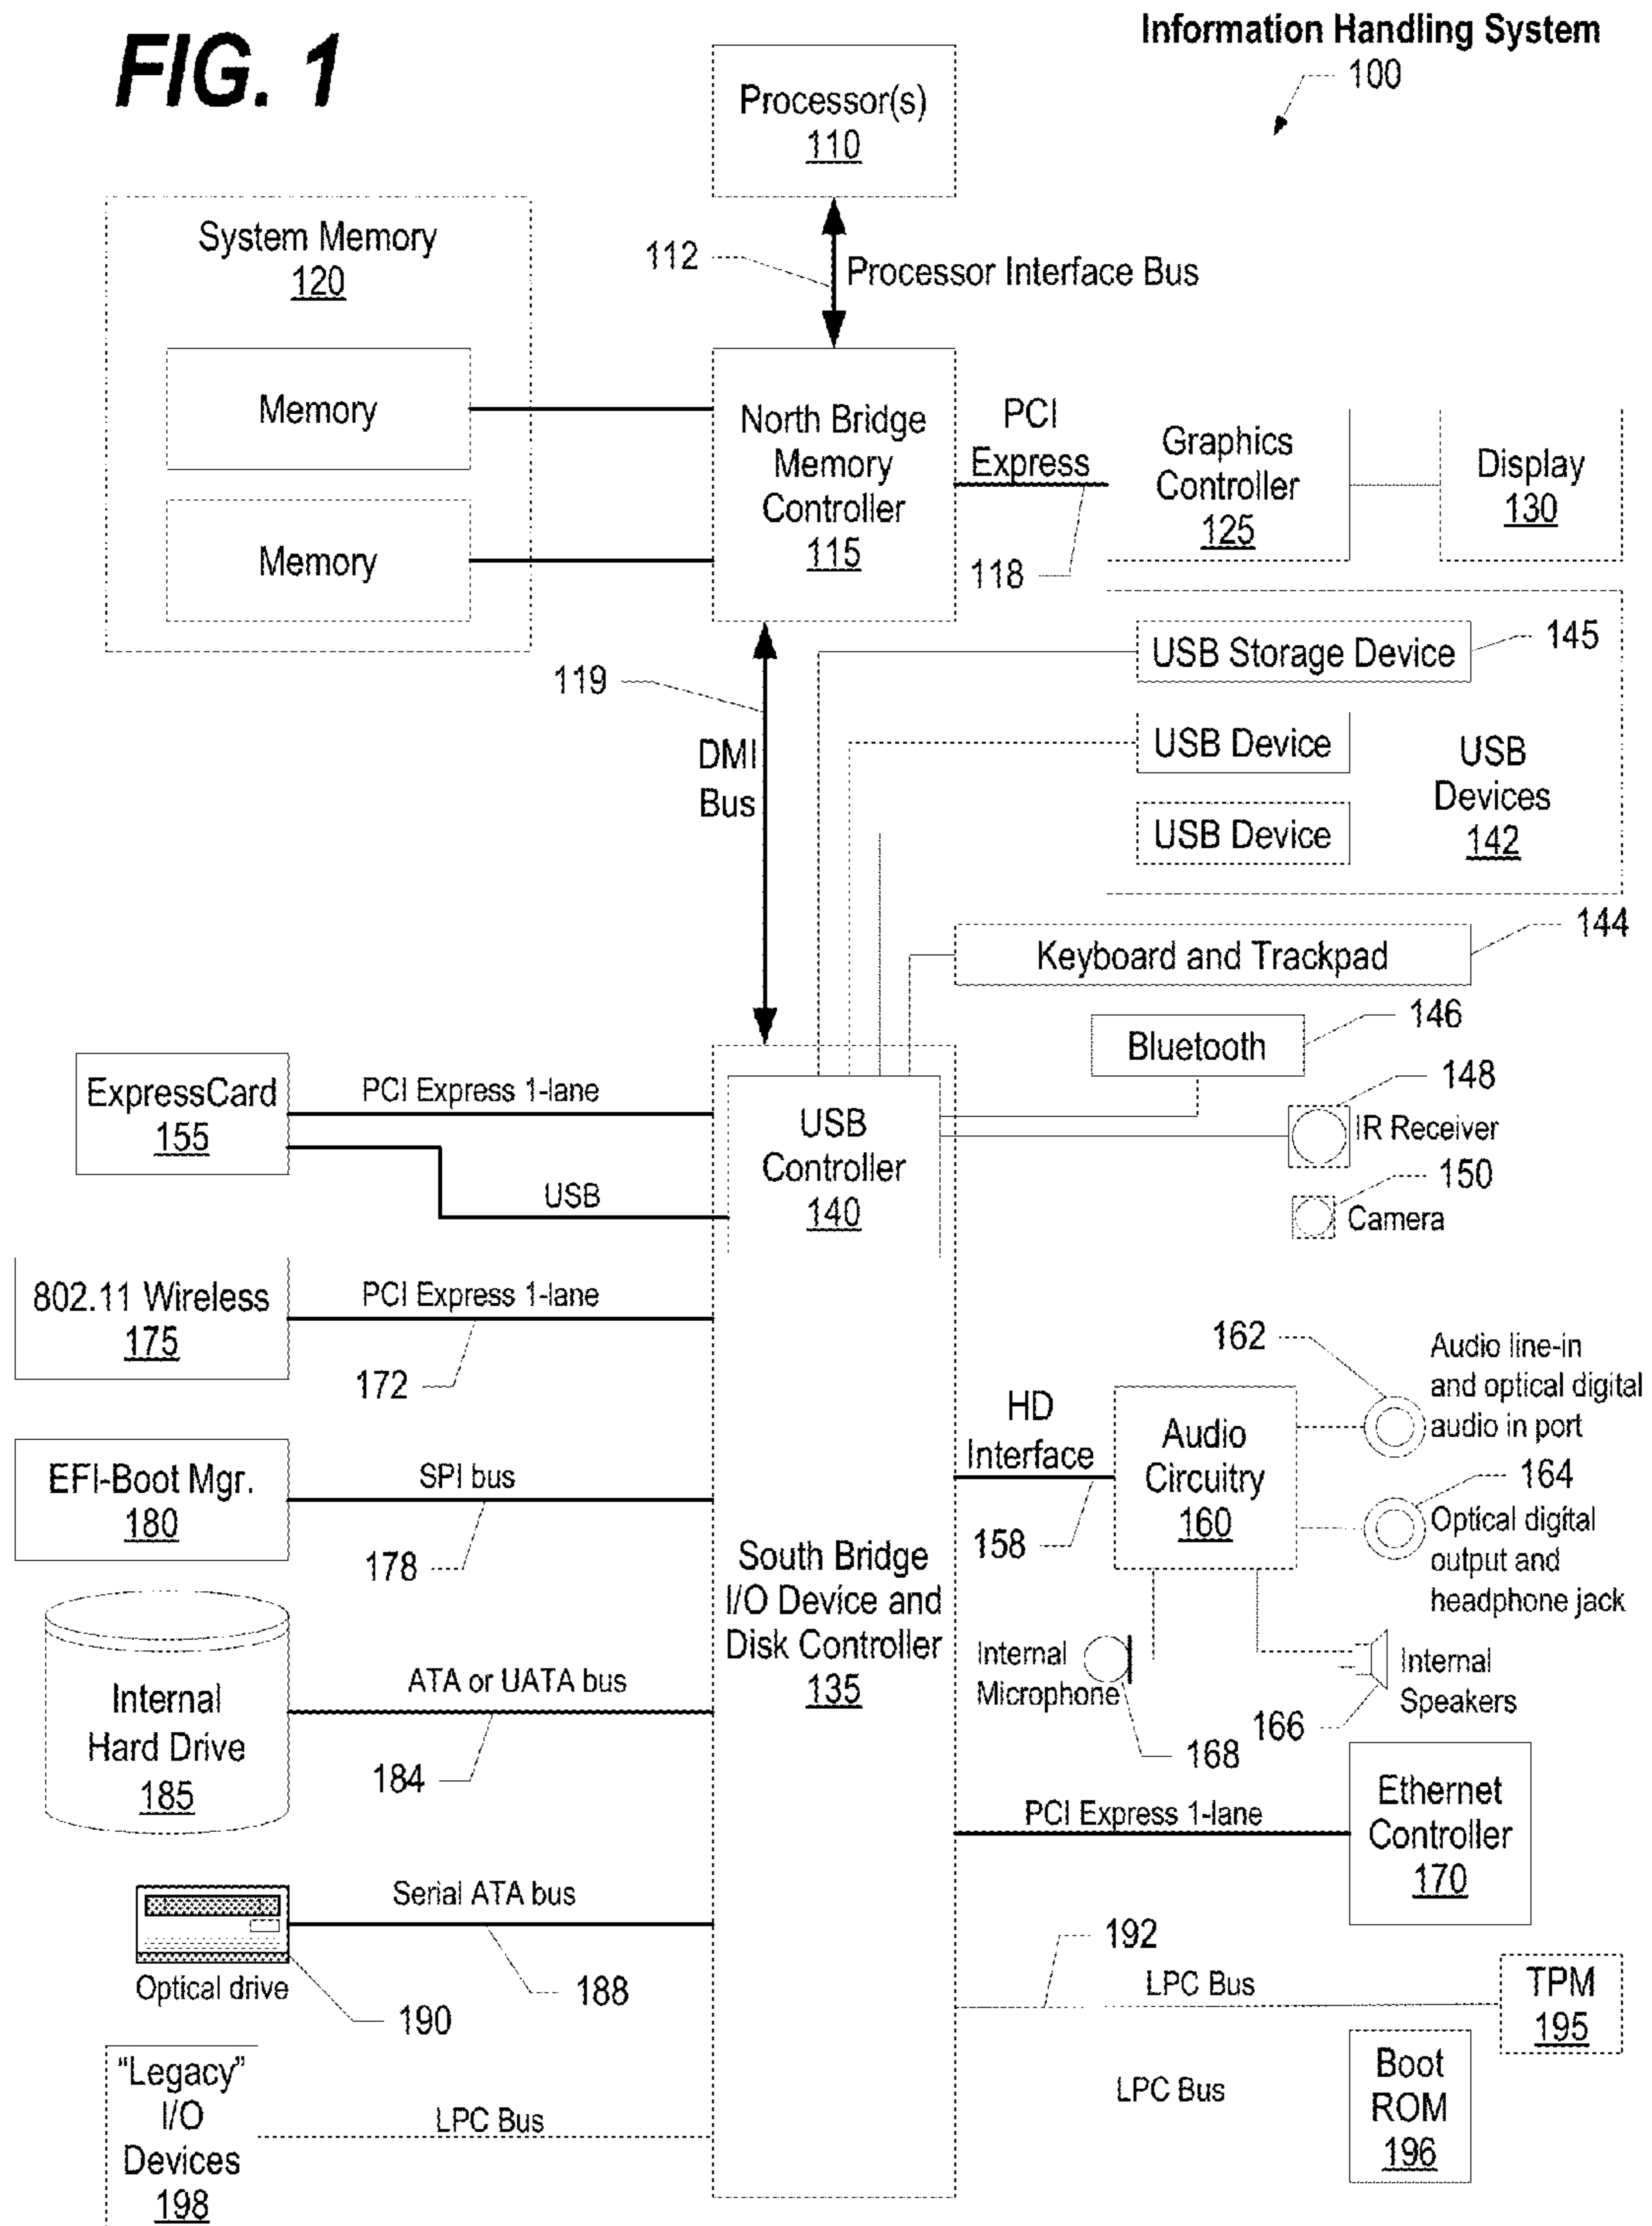 FIG. 1
Information Handling System
100
Processor(s)
110
System Memory
120
112
Processor Interface Bus
Memory
Memory
North Bridge
Memory
Controller
115
PCI
Express
118
Graphics
Controller
125
Display
130
119
DMI
Bus
USB Storage Device
145
USB Device
USB Device
USB
Devices
142
144
Keyboard and Trackpad
146
Bluetooth
148
IR Receiver
150
Camera
ExpressCard
155
PCI Express 1-lane
USB
USB
Controller
140
802.11 Wireless
175
PCI Express 1-lane
172
162
Audio line-in
and optical digital
audio in port
HD
Interface
158
Audio
Circuitry
160
164
Optical digital
output and
headphone jack
EFI-Boot Mgr.
180
SPI bus
178
South Bridge
I/O Device and
Disk Controller
135
Internal
Microphone
168
166
Internal
Speakers
Internal
Hard Drive
185
ATA or UATA bus
184
PCI Express 1-lane
Ethernet
Controller
170
Serial ATA bus
188
Optical drive
190
192
LPC Bus
TPM
195
LPC Bus
Boot
ROM
196
"Legacy"
I/O
Devices
198
LPC Bus